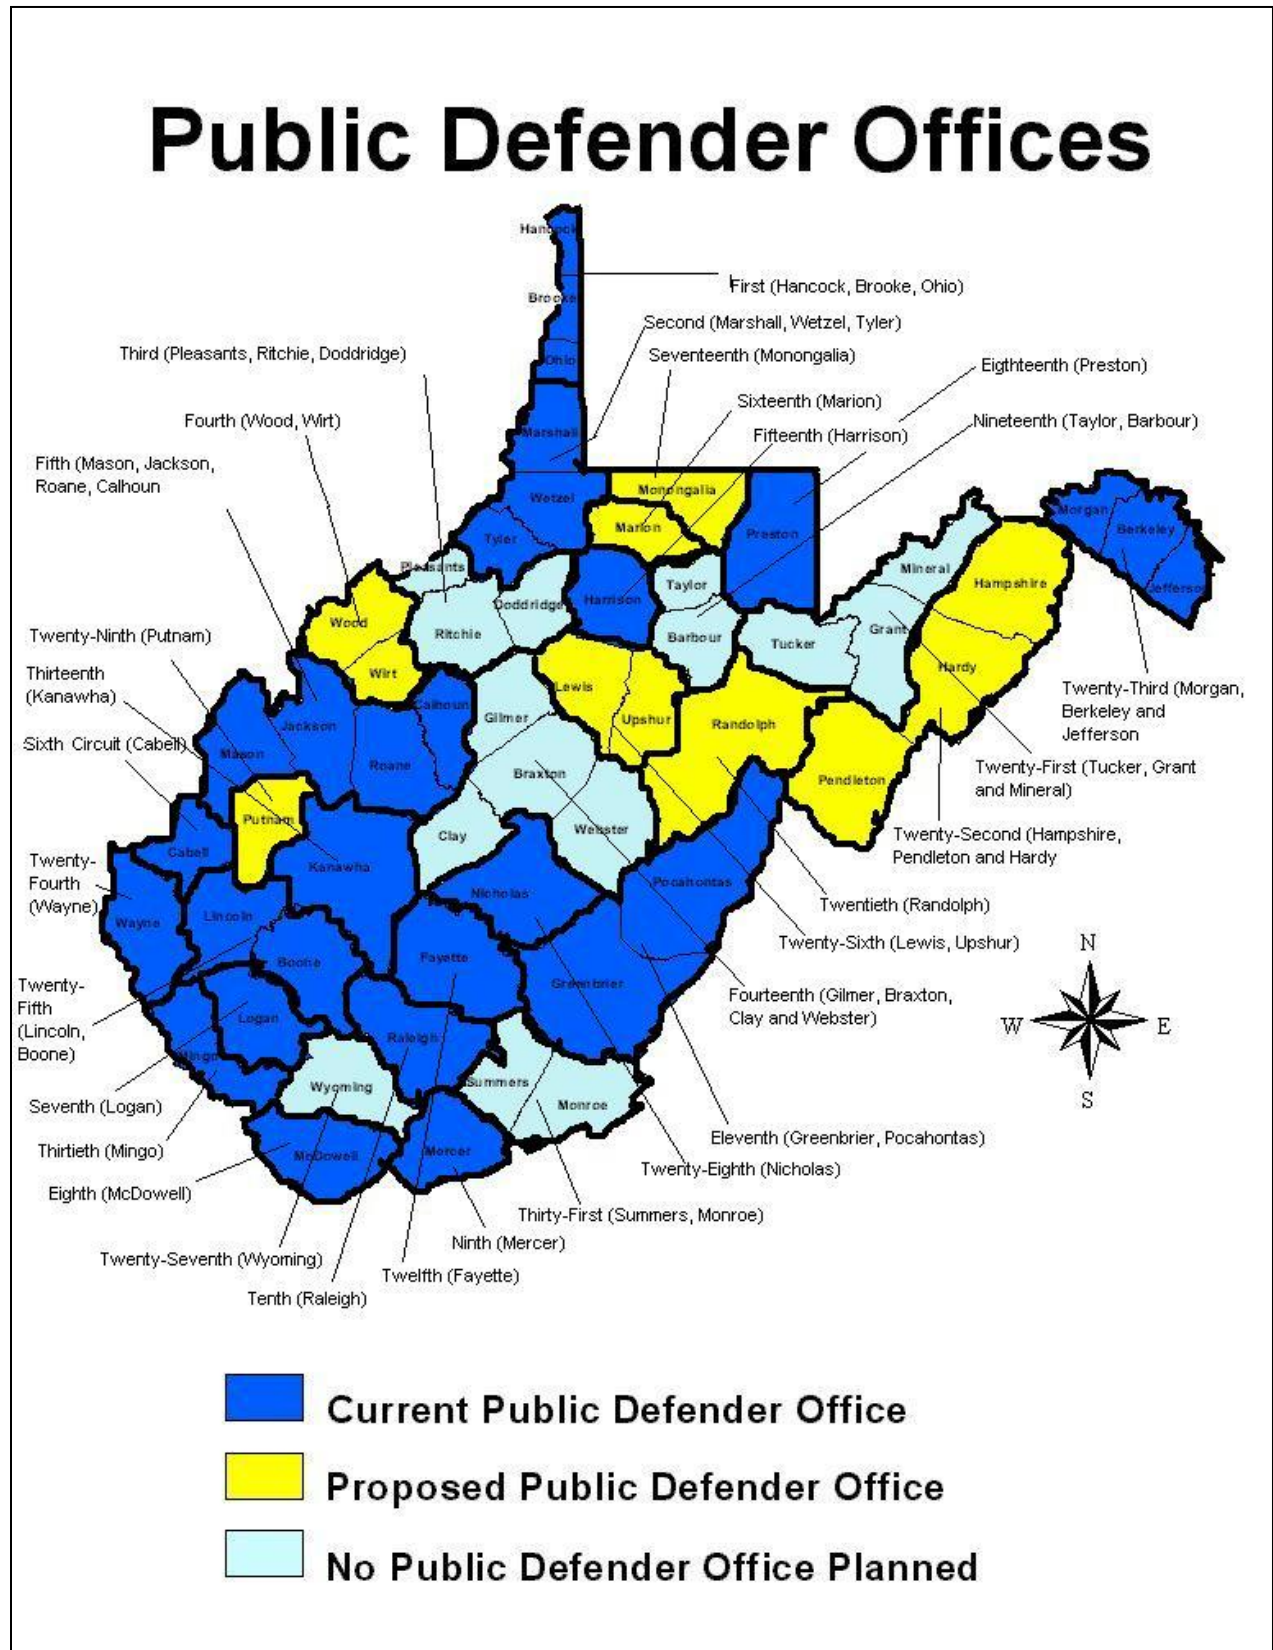 Public Defender Offices
Hancock
First (Hancock, Brooke, Ohio)
Brooke
Second (Marshall, Wetzel, Tyler)
Third (Pleasants, Ritchie, Doddridge)
Seventeenth (Monongalia)
Ohio
Eigthteenth (Preston)
Sixteenth (Marion)
Fourth (Wood, Wirt)
Nineteenth (Taylor, Barbour)
Fifteenth (Harrison)
Marshall
Fifth (Mason, Jackson,
Roane, Calhoun
Monongalia
Wetzel
Morgan
Marion
Berkeley
Preston
Tyler
Pleasants
Mineral
Hampshire
Taylor
Jefferson
Harrison
Doddridge
Wood
Grant
Ritchie
Barbour
Tucker
Twenty-Ninth (Putnam)
Hardy
Wirt
Thirteenth
(Kanawha)
Lewis
Twenty-Third (Morgan,
Berkeley and
Jefferson
Calhoun
Gilmer
Upshur
Randolph
Jackson
Sixth Circuit (Cabell)
Mason
Roane
Braxton
Pendleton
Twenty-First (Tucker, Grant
and Mineral)
Putnam
Webster
Clay
Twenty-Second (Hampshire,
Pendleton and Hardy
Cabell
Kanawha
Twenty-
Fourth
(Wayne)
Pocahontas
Nicholas
Twentieth (Randolph)
Lincoln
Wayne
Twenty-Sixth (Lewis, Upshur)
N
Fayette
Boone
Greenbrier
Twenty-
Fifth
(Lincoln,
Boone)
Fourteenth (Gilmer, Braxton,
Clay and Webster)
Logan
W
E
Raleigh
Mingo
Summers
Wyoming
S
Monroe
Seventh (Logan)
Eleventh (Greenbrier, Pocahontas)
Thirtieth (Mingo)
McDowell
Mercer
Twenty-Eighth (Nicholas)
Eighth (McDowell)
Thirty-First (Summers, Monroe)
Ninth (Mercer)
Twenty-Seventh (Wyoming)
Twelfth (Fayette)
Tenth (Raleigh)
Current Public Defender Office
Proposed Public Defender Office
No Public Defender Office Planned